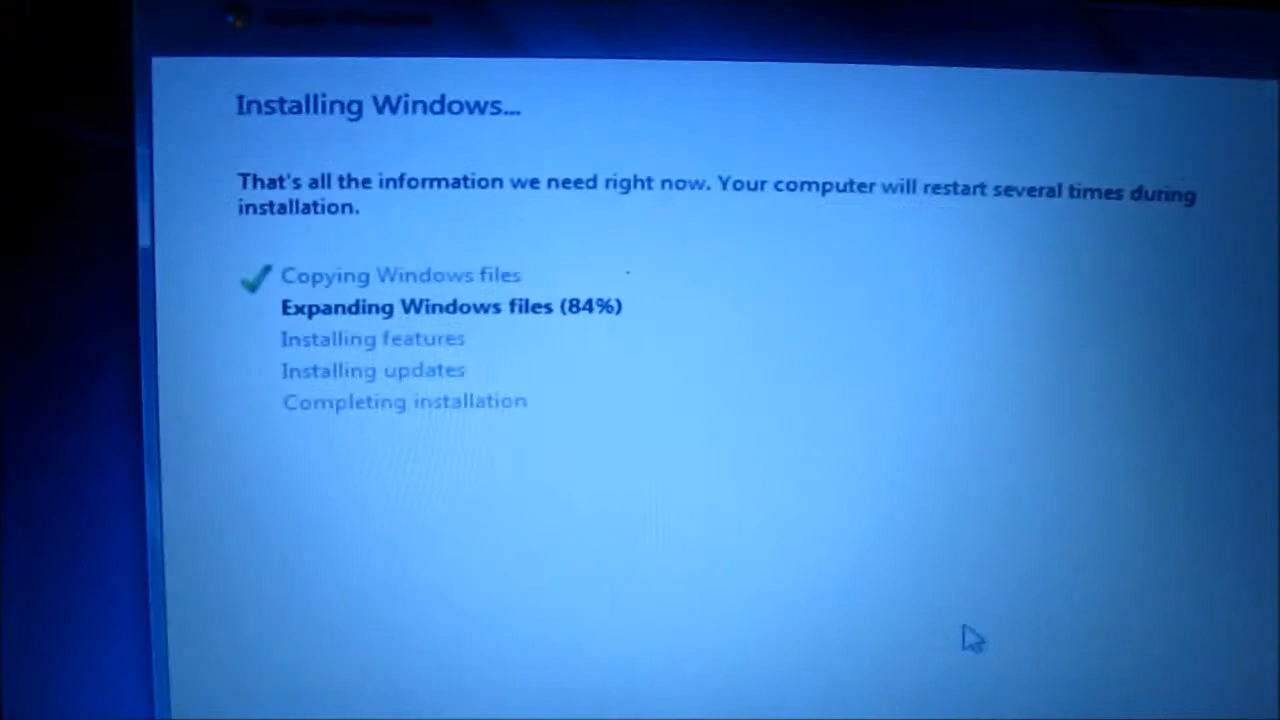 Installing Windows...
That's all the information we need right now. Your computer will restart several times during
installation.
Copying Windows files
Expanding Windows files (84%)
Installing features
Installing updates
Completing installation